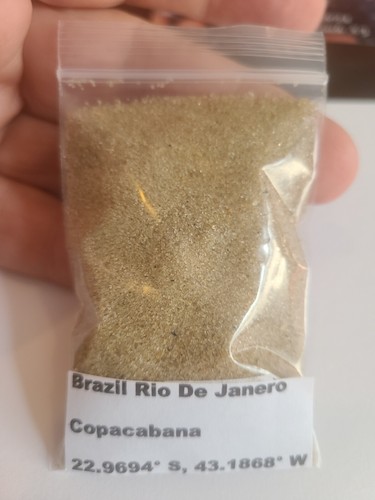 Brazil Rio De Janero
Copacabana
22.9694° S, 43.1868° W